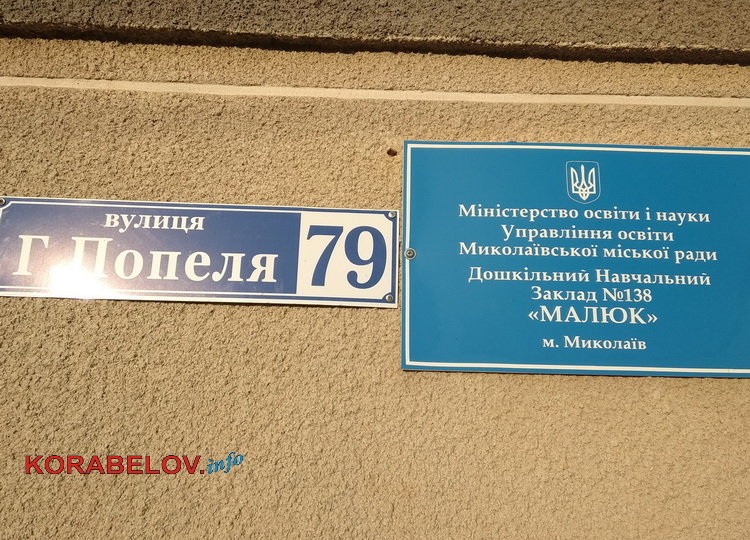 вулиця
Г.Попеля
79
Міністерство освіти і науки
Управління освіти
Миколаївської міської ради
Дошкільний Навчальний
Заклад №138
«МАЛЮК»
м. Миколаїв
KORABELOV.info